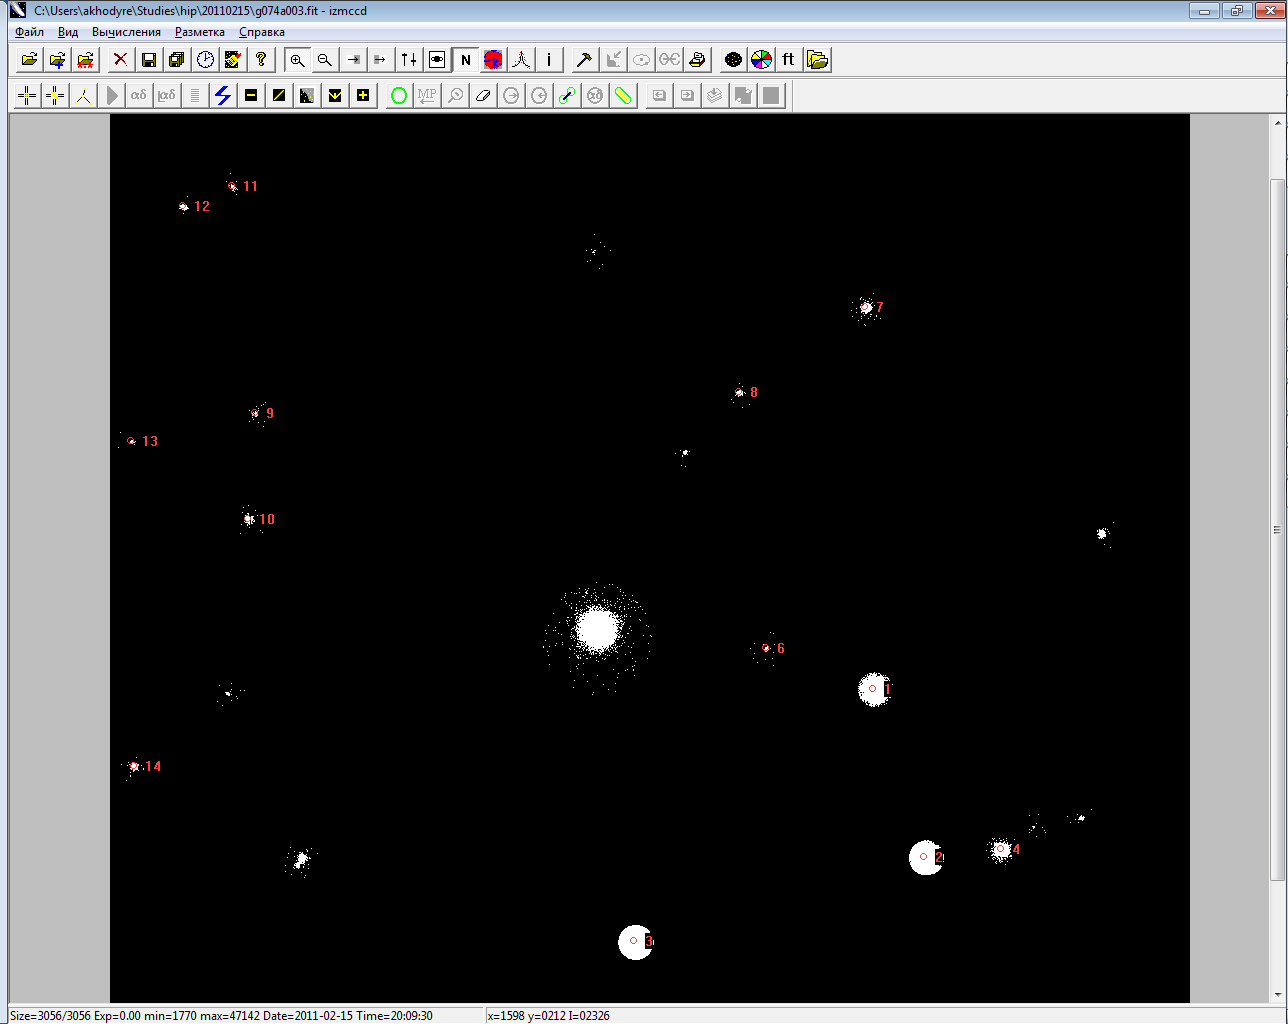 C:\Users\akhodyre\Studies\hip\20110215\g074a003.fit - izmccd
Файл Вид Вычисления Разметка Справка
N i ft
αδ αδ MP αδ
11
12
7
8
9
13
10
6
1
14
2
4
3
Size=3056/3056 Exp=0.00 min=1770 max=47142 Date=2011-02-15 Time=20:09:30 x=1598 y=0212 I=02326